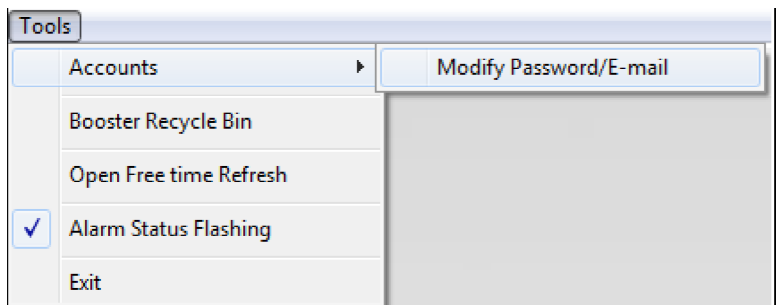 Tools
Accounts
Modify Password/E-mail
Booster Recycle Bin
Open Free time Refresh
Alarm Status Flashing
Exit